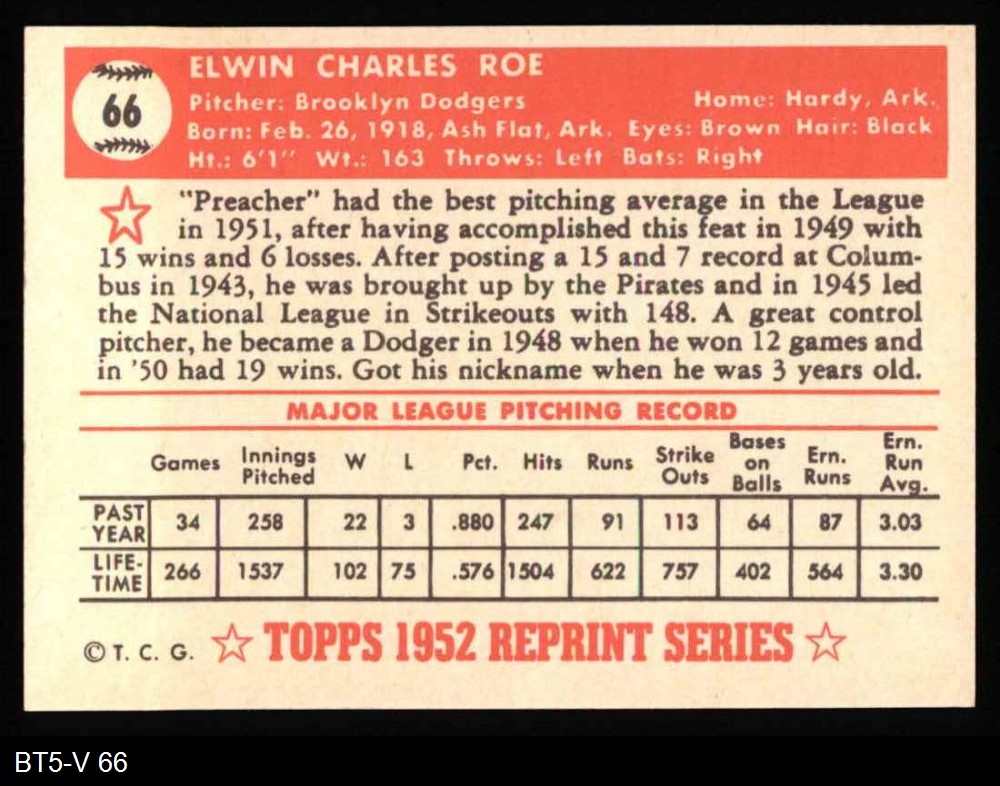 66
ELWIN CHARLES ROE
Pitcher: Brooklyn Dodgers Home: Hardy, Ark.
Born: Feb. 26, 1918, Ash Flat, Ark. Eyes: Brown Hair: Black
Ht.: 6'1" Wt.: 163 Throws: Left Bats: Right
"Preacher" had the best pitching average in the League
in 1951, after having accomplished this feat in 1949 with
15 wins and 6 losses. After posting a 15 and 7 record at Colum-
bus in 1943, he was brought up by the Pirates and in 1945 led
the National League in Strikeouts with 148. A great control
pitcher, he became a Dodger in 1948 when he won 12 games and
in '50 had 19 wins. Got his nickname when he was 3 years old.
MAJOR LEAGUE PITCHING RECORD
Games Innings Pitched W L Pct. Hits Runs Strike Outs Bases on Balls Ern. Runs Ern. Run Avg.
PAST YEAR 34 258 22 3 .880 247 91 113 64 87 3.03
LIFE-TIME 266 1537 102 75 .576 1504 622 757 402 564 3.30
© T. C. G. TOPPS 1952 REPRINT SERIES
BT5-V 66